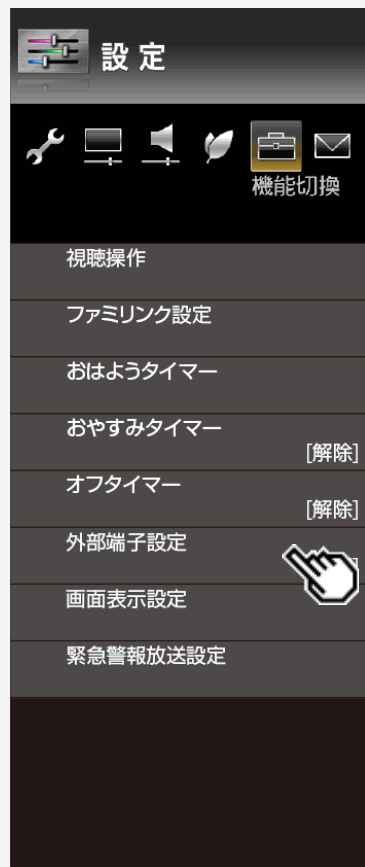 設定
機能切換
視聴操作
ファミリンク設定
おはようタイマー
おやすみタイマー
[解除]
オフタイマー
[解除]
外部端子設定
画面表示設定
緊急警報放送設定